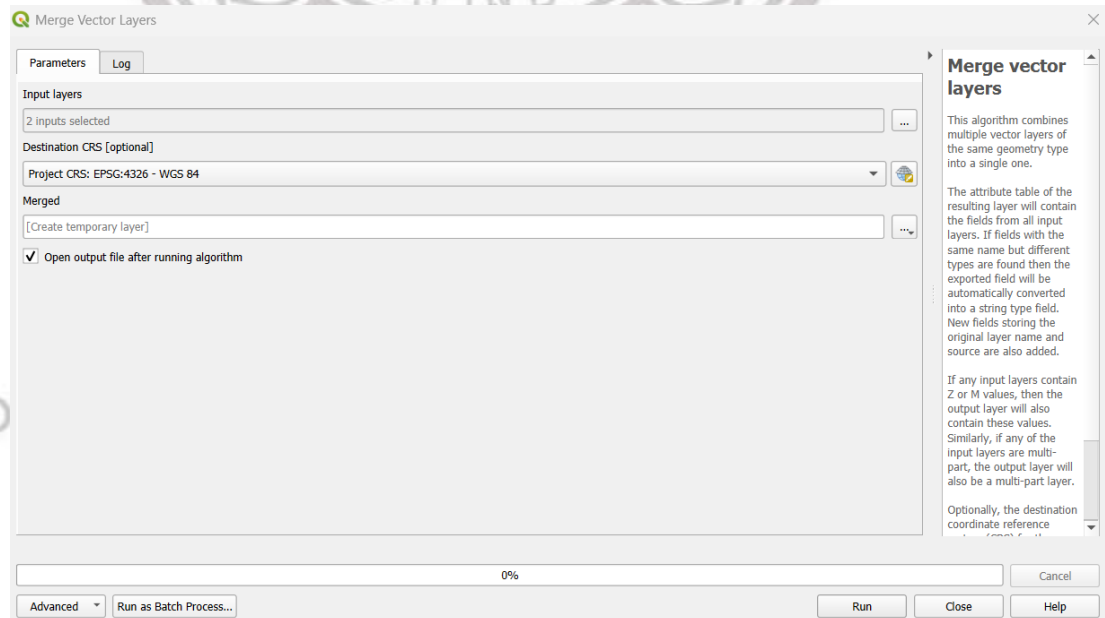 Merge Vector Layers
Parameters
Log
Input layers
2 inputs selected
...
Destination CRS [optional]
Project CRS: EPSG:4326 - WGS 84
Merged
[Create temporary layer]
...
Open output file after running algorithm
Merge vector
layers
This algorithm combines
multiple vector layers of
the same geometry type
into a single one.
The attribute table of the
resulting layer will contain
the fields from all input
layers. If fields with the
same name but different
types are found then the
exported field will be
automatically converted
into a string type field.
New fields storing the
original layer name and
source are also added.
If any input layers contain
Z or M values, then the
output layer will also
contain these values.
Similarly, if any of the
input layers are multi-
part, the output layer will
also be a multi-part layer.
Optionally, the destination
coordinate reference
0%
Cancel
Advanced
Run as Batch Process...
Run
Close
Help